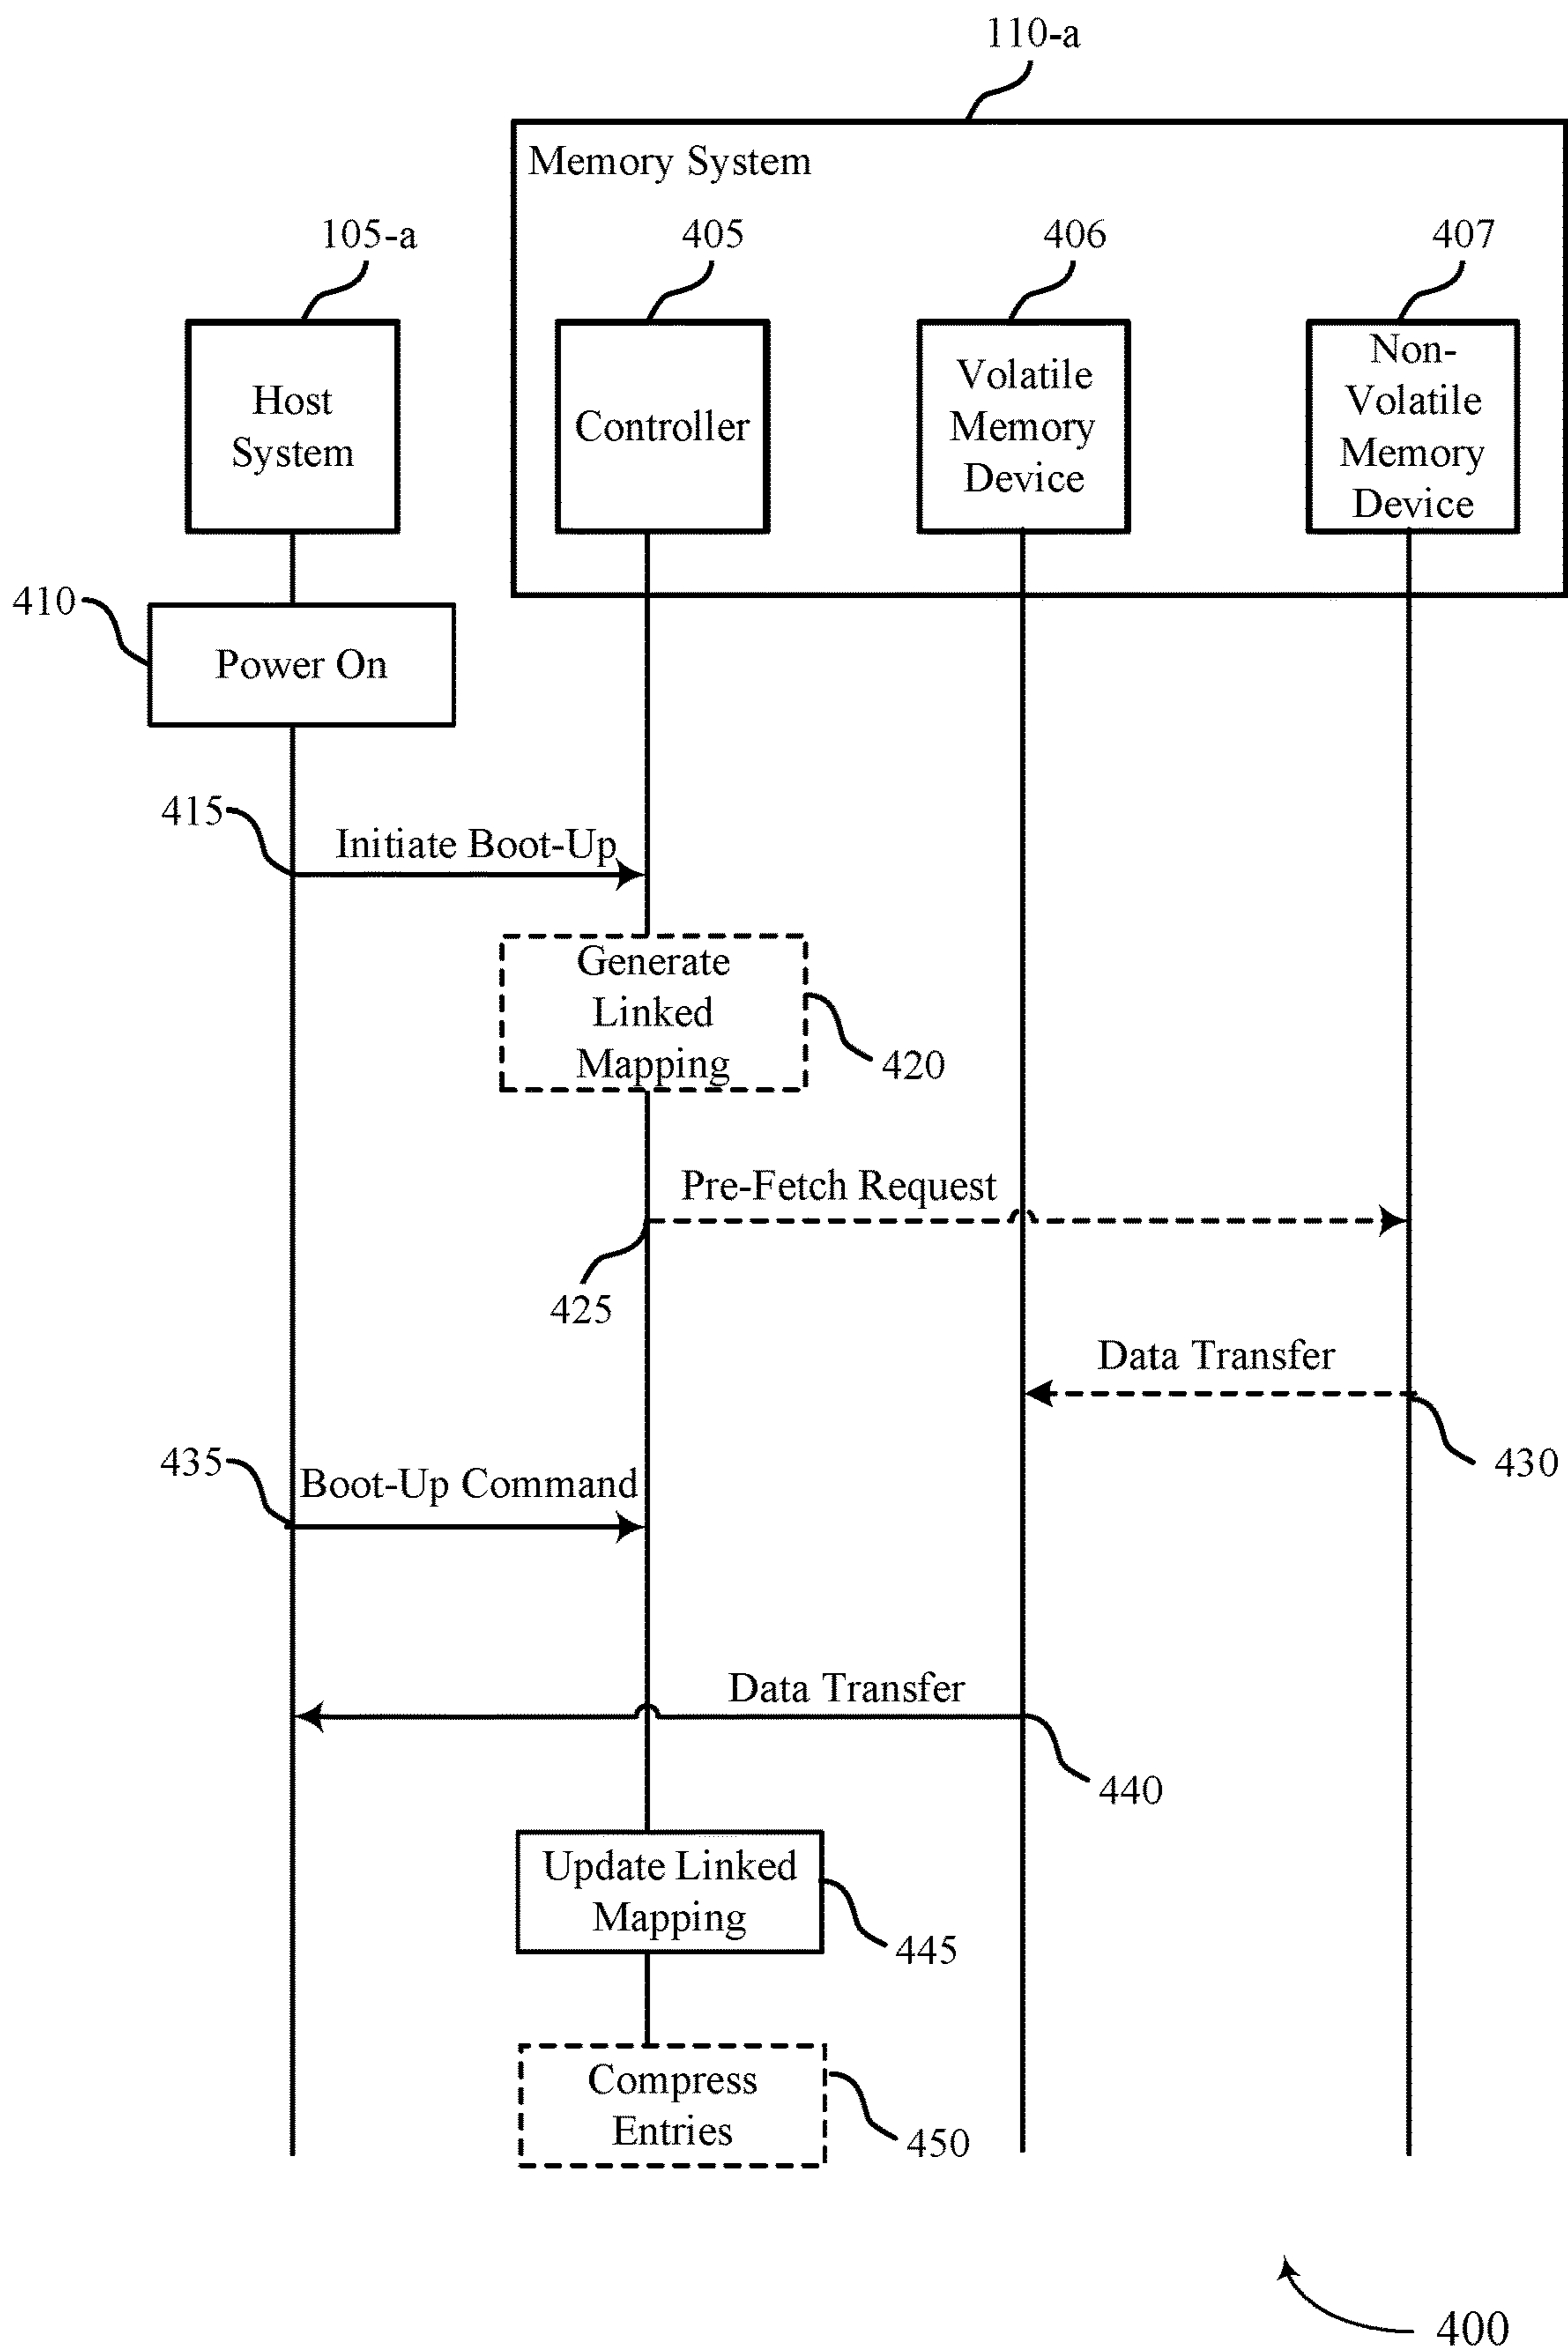 110-a
Memory System
105-a
405
406
407
Host
System
Controller
Volatile
Memory
Device
Non-
Volatile
Memory
Device
410
Power On
415
Initiate Boot-Up
Generate
Linked
Mapping
420
Pre-Fetch Request
425
Data Transfer
430
435
Boot-Up Command
Data Transfer
440
Update Linked
Mapping
445
Compress
Entries
450
400